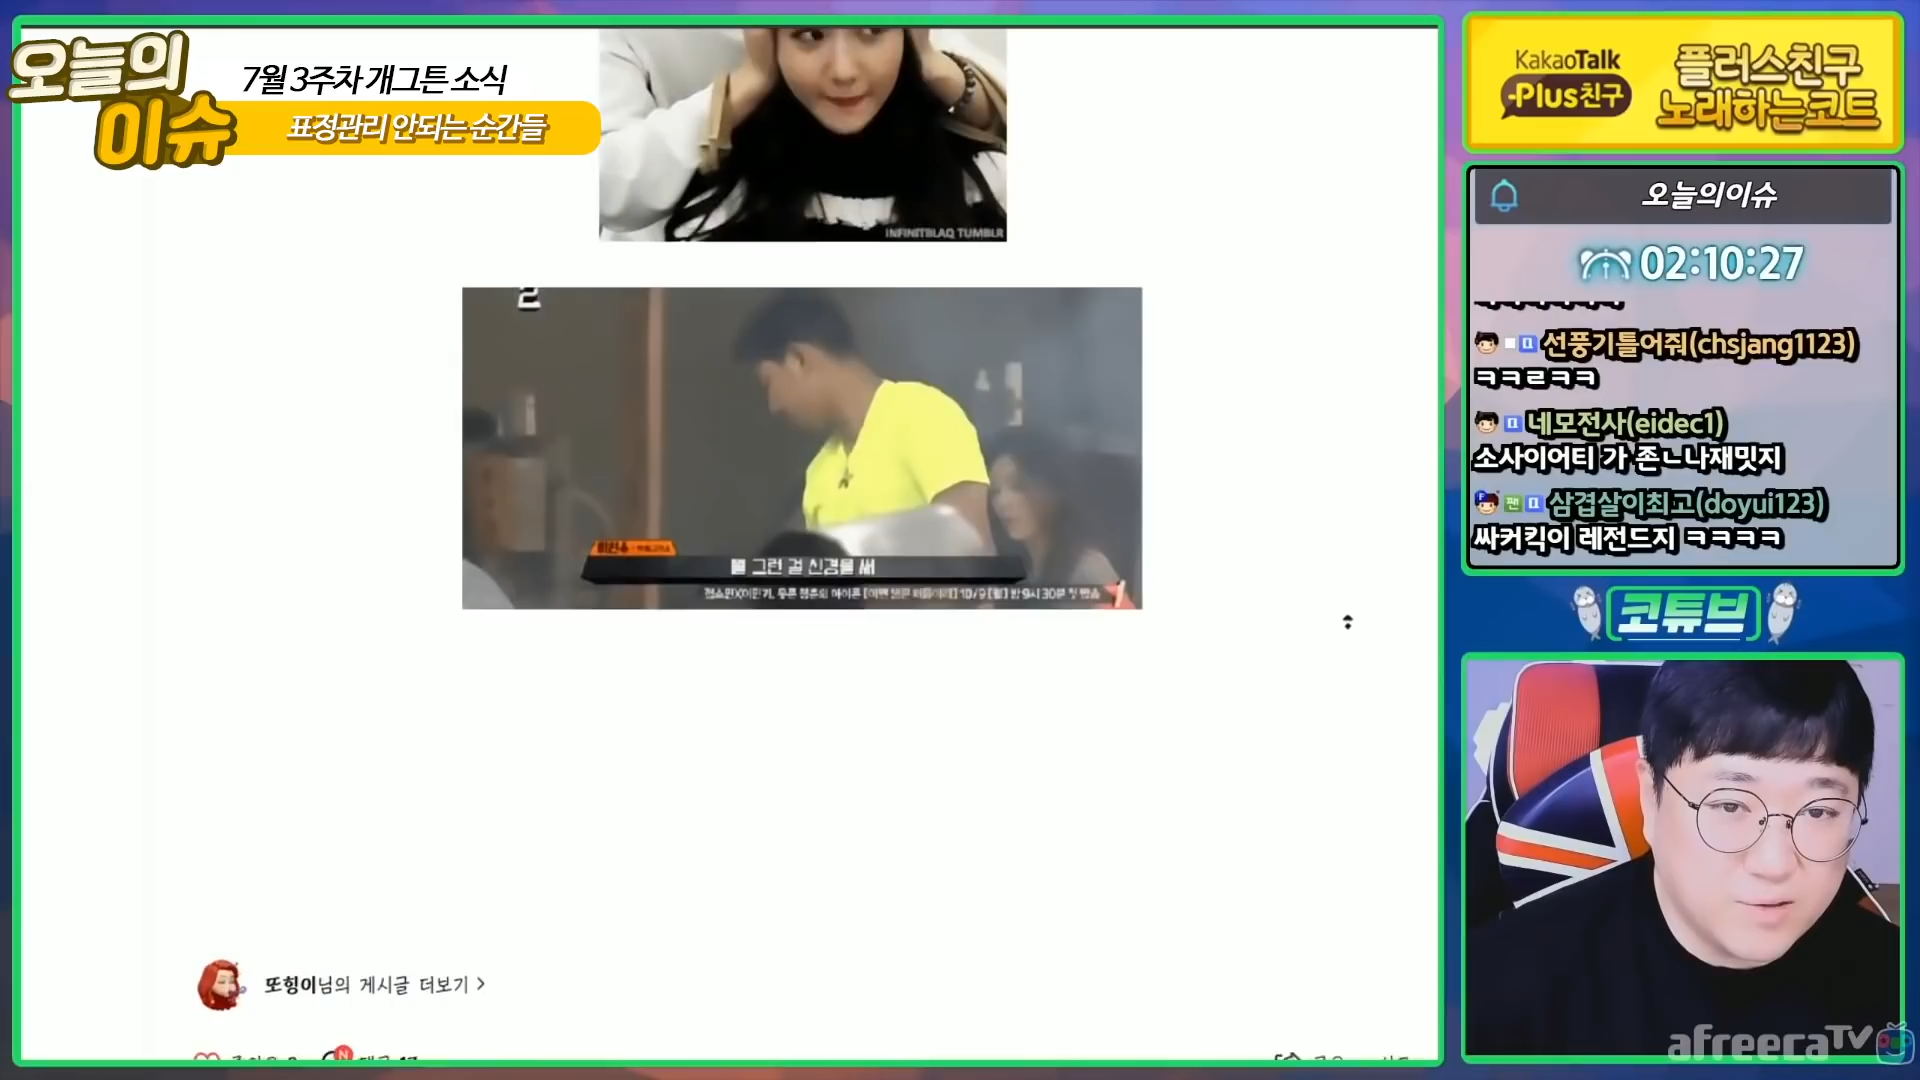 오늘의
이슈
7월 3주차 개그튼 소식
표정관리 안되는 순간들
INFINITBLAQ TUMBLR
그런 걸 신경을 써
또힝이님의 게시글 더보기 >
KakaoTalk
Plus친구
플러스친구
노래하는코트
오늘의이슈
02:10:27
선풍기틀어줘(chsjang1123)
ㅋㅋㄹㅋㅋ
네모전사(eidec1)
소사이어티 가 존ㄴ나재밋지
팬
삼겹살이최고(doyui123)
싸커킥이 레전드지 ㅋㅋㅋㅋ
코튜브
afreecaTV